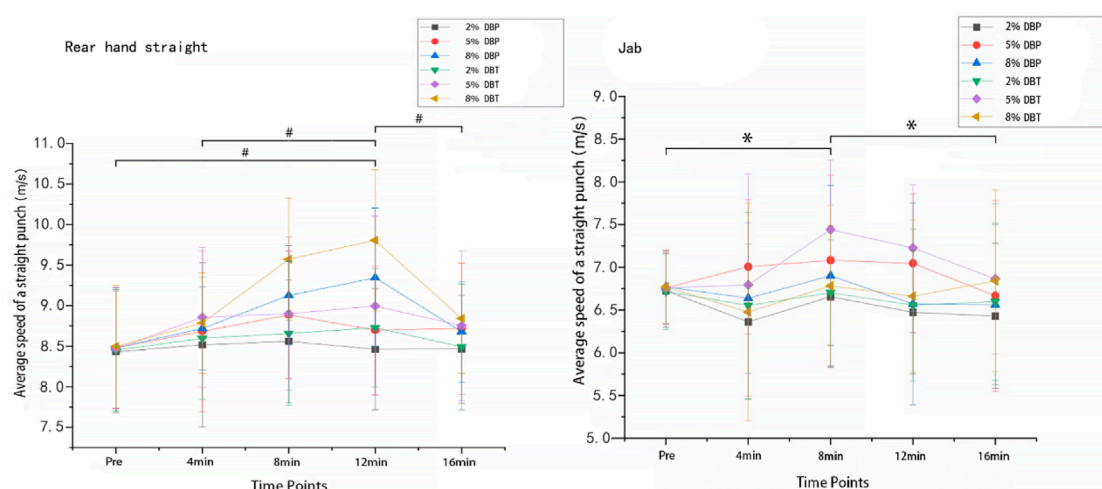 Rear hand straight
2% DBP
5% DBP
8% DBP
2% DBT
5% DBT
8% DBT
#
#
#
Average speed of a straight punch (m/s)
11.0
10.5
10.0
9.5
9.0
8.5
8.0
7.5
Pre
4min
8min
12min
16min
Time Points
Jab
2% DBP
5% DBP
8% DBP
2% DBT
5% DBT
8% DBT
*
*
Average speed of a straight punch (m/s)
9.0
8.5
8.0
7.5
7.0
6.5
6.0
5.5
5.0
Pre
4min
8min
12min
16min
Time Points